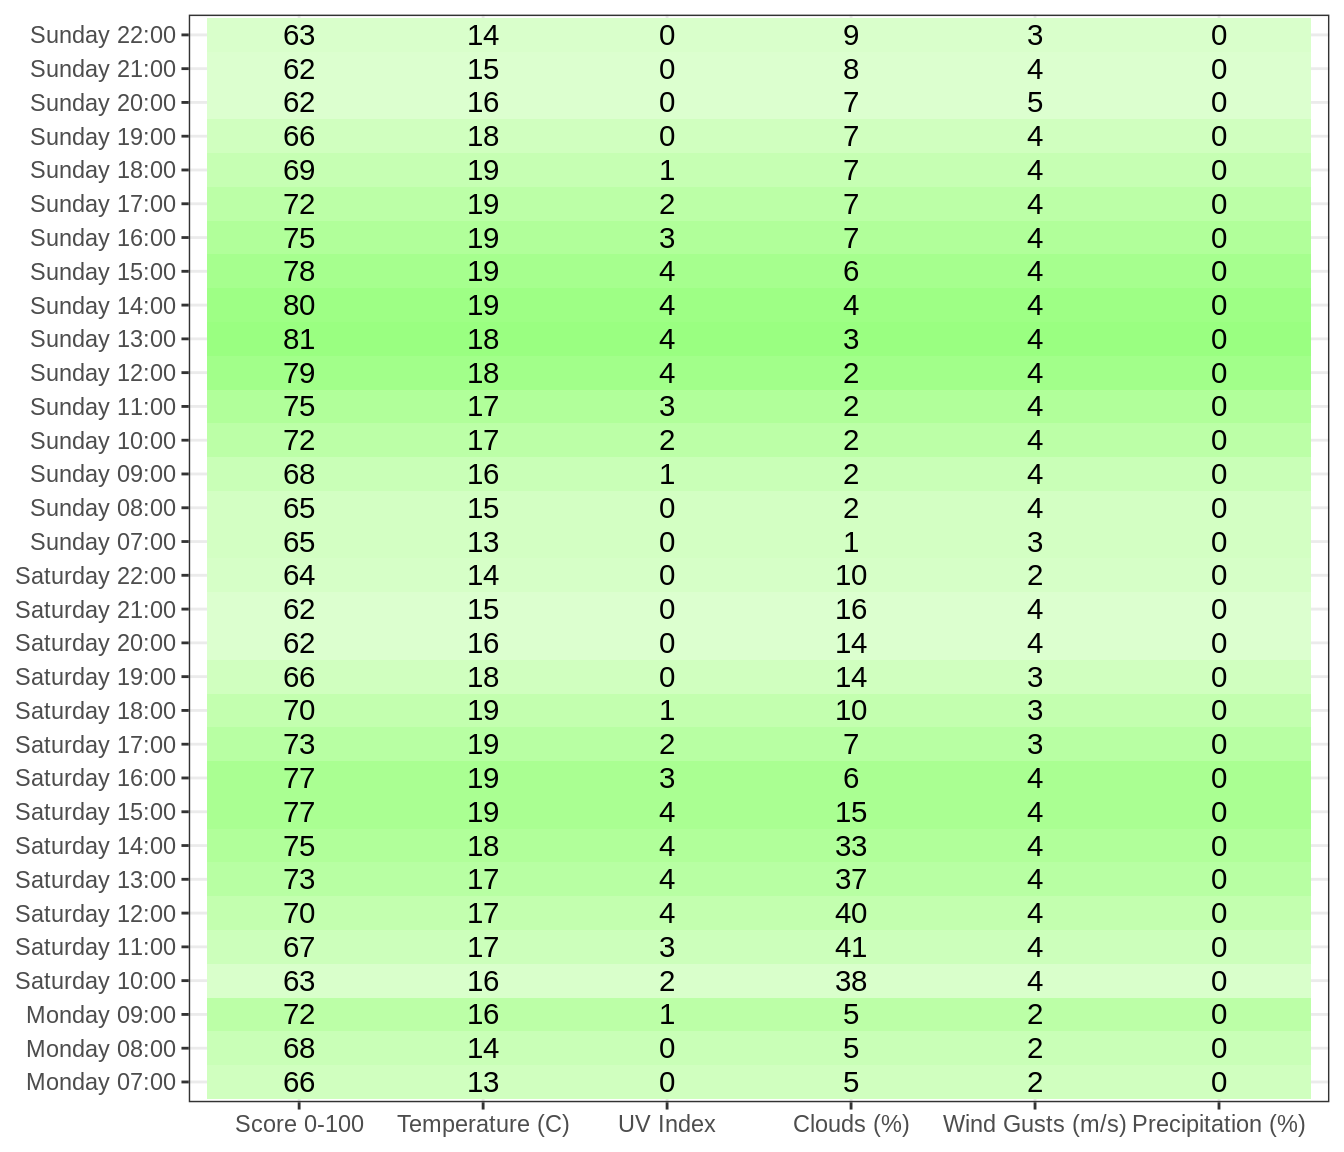 Sunday 22:00 63 14 0 9 3 0
Sunday 21:00 62 15 0 8 4 0
Sunday 20:00 62 16 0 7 5 0
Sunday 19:00 66 18 0 7 4 0
Sunday 18:00 69 19 1 7 4 0
Sunday 17:00 72 19 2 7 4 0
Sunday 16:00 75 19 3 7 4 0
Sunday 15:00 78 19 4 6 4 0
Sunday 14:00 80 19 4 4 4 0
Sunday 13:00 81 18 4 3 4 0
Sunday 12:00 79 18 4 2 4 0
Sunday 11:00 75 17 3 2 4 0
Sunday 10:00 72 17 2 2 4 0
Sunday 09:00 68 16 1 2 4 0
Sunday 08:00 65 15 0 2 4 0
Sunday 07:00 65 13 0 1 3 0
Saturday 22:00 64 14 0 10 2 0
Saturday 21:00 62 15 0 16 4 0
Saturday 20:00 62 16 0 14 4 0
Saturday 19:00 66 18 0 14 3 0
Saturday 18:00 70 19 1 10 3 0
Saturday 17:00 73 19 2 7 3 0
Saturday 16:00 77 19 3 6 4 0
Saturday 15:00 77 19 4 15 4 0
Saturday 14:00 75 18 4 33 4 0
Saturday 13:00 73 17 4 37 4 0
Saturday 12:00 70 17 4 40 4 0
Saturday 11:00 67 17 3 41 4 0
Saturday 10:00 63 16 2 38 4 0
Monday 09:00 72 16 1 5 2 0
Monday 08:00 68 14 0 5 2 0
Monday 07:00 66 13 0 5 2 0
Score 0-100 Temperature (C) UV Index Clouds (%) Wind Gusts (m/s) Precipitation (%)